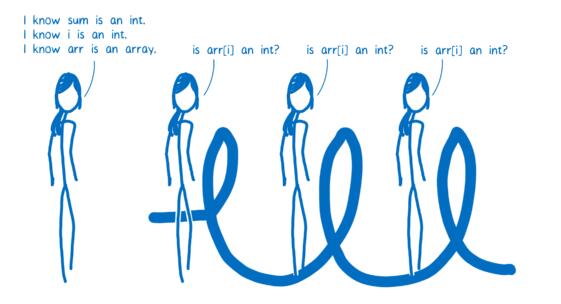 I know sum is an int.
I know i is an int.
I know arr is an array.
is arr[i] an int?
is arr[i] an int?
is arr[i] an int?